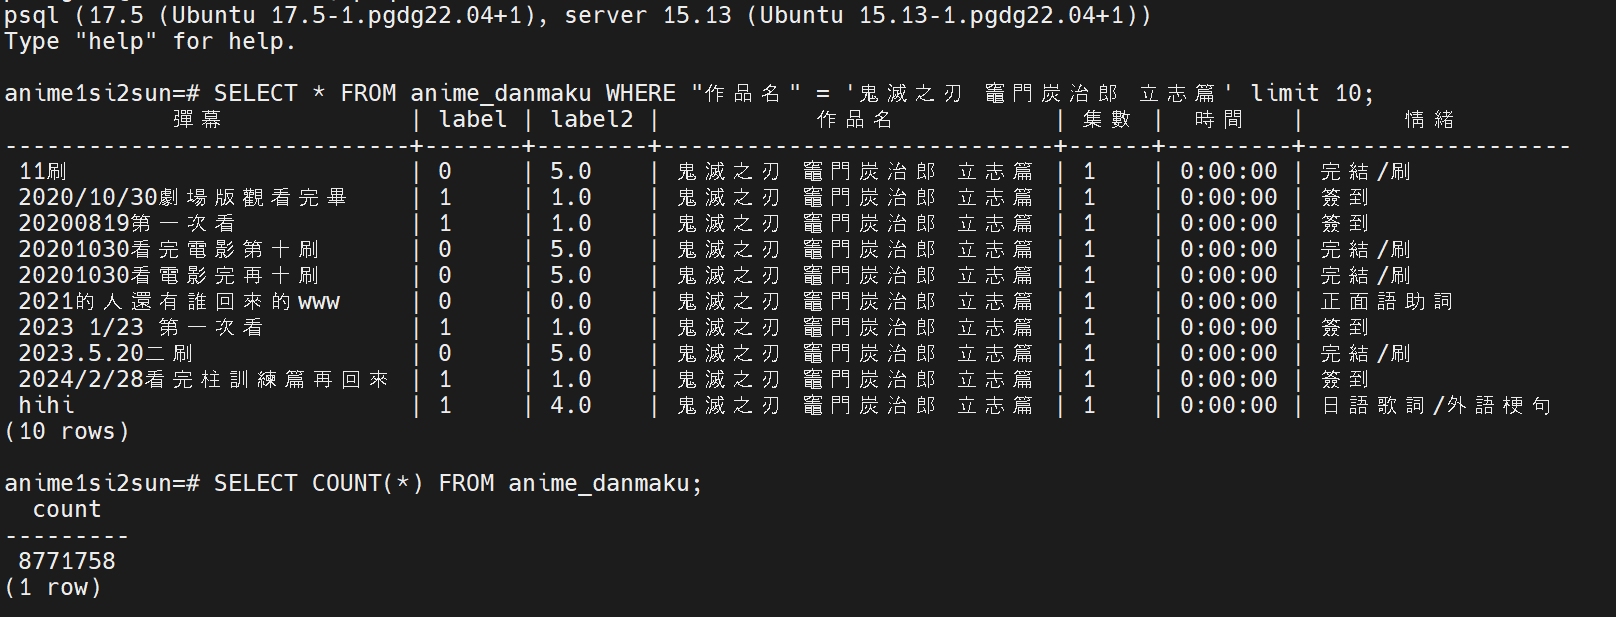 psql (17.5 (Ubuntu 17.5-1.pgdg22.04+1), server 15.13 (Ubuntu 15.13-1.pgdg22.04+1))
Type "help" for help.
anime1si2sun=# SELECT * FROM anime_danmaku WHERE "作品名" = '鬼滅之刃 竈門炭治郎 立志篇' limit 10;
彈幕 | label | label2 | 作品名 | 集數 | 時間 | 情緒
-----------------------------+-------+--------+----------------------------+------+---------+-------------------
11刷 | 0 | 5.0 | 鬼滅之刃 竈門炭治郎 立志篇 | 1 | 0:00:00 | 完結/刷
2020/10/30劇場版觀看完畢 | 1 | 1.0 | 鬼滅之刃 竈門炭治郎 立志篇 | 1 | 0:00:00 | 簽到
20200819第一次看 | 1 | 1.0 | 鬼滅之刃 竈門炭治郎 立志篇 | 1 | 0:00:00 | 簽到
20201030看完電影第十刷 | 0 | 5.0 | 鬼滅之刃 竈門炭治郎 立志篇 | 1 | 0:00:00 | 完結/刷
20201030看電影完再十刷 | 0 | 5.0 | 鬼滅之刃 竈門炭治郎 立志篇 | 1 | 0:00:00 | 完結/刷
2021的人還有誰回來的www | 0 | 0.0 | 鬼滅之刃 竈門炭治郎 立志篇 | 1 | 0:00:00 | 正面語助詞
2023 1/23 第一次看 | 1 | 1.0 | 鬼滅之刃 竈門炭治郎 立志篇 | 1 | 0:00:00 | 簽到
2023.5.20二刷 | 0 | 5.0 | 鬼滅之刃 竈門炭治郎 立志篇 | 1 | 0:00:00 | 完結/刷
2024/2/28看完柱訓練篇再回來 | 1 | 1.0 | 鬼滅之刃 竈門炭治郎 立志篇 | 1 | 0:00:00 | 簽到
hihi | 1 | 4.0 | 鬼滅之刃 竈門炭治郎 立志篇 | 1 | 0:00:00 | 日語歌詞/外語梗句
(10 rows)
anime1si2sun=# SELECT COUNT(*) FROM anime_danmaku;
count
---------
8771758
(1 row)